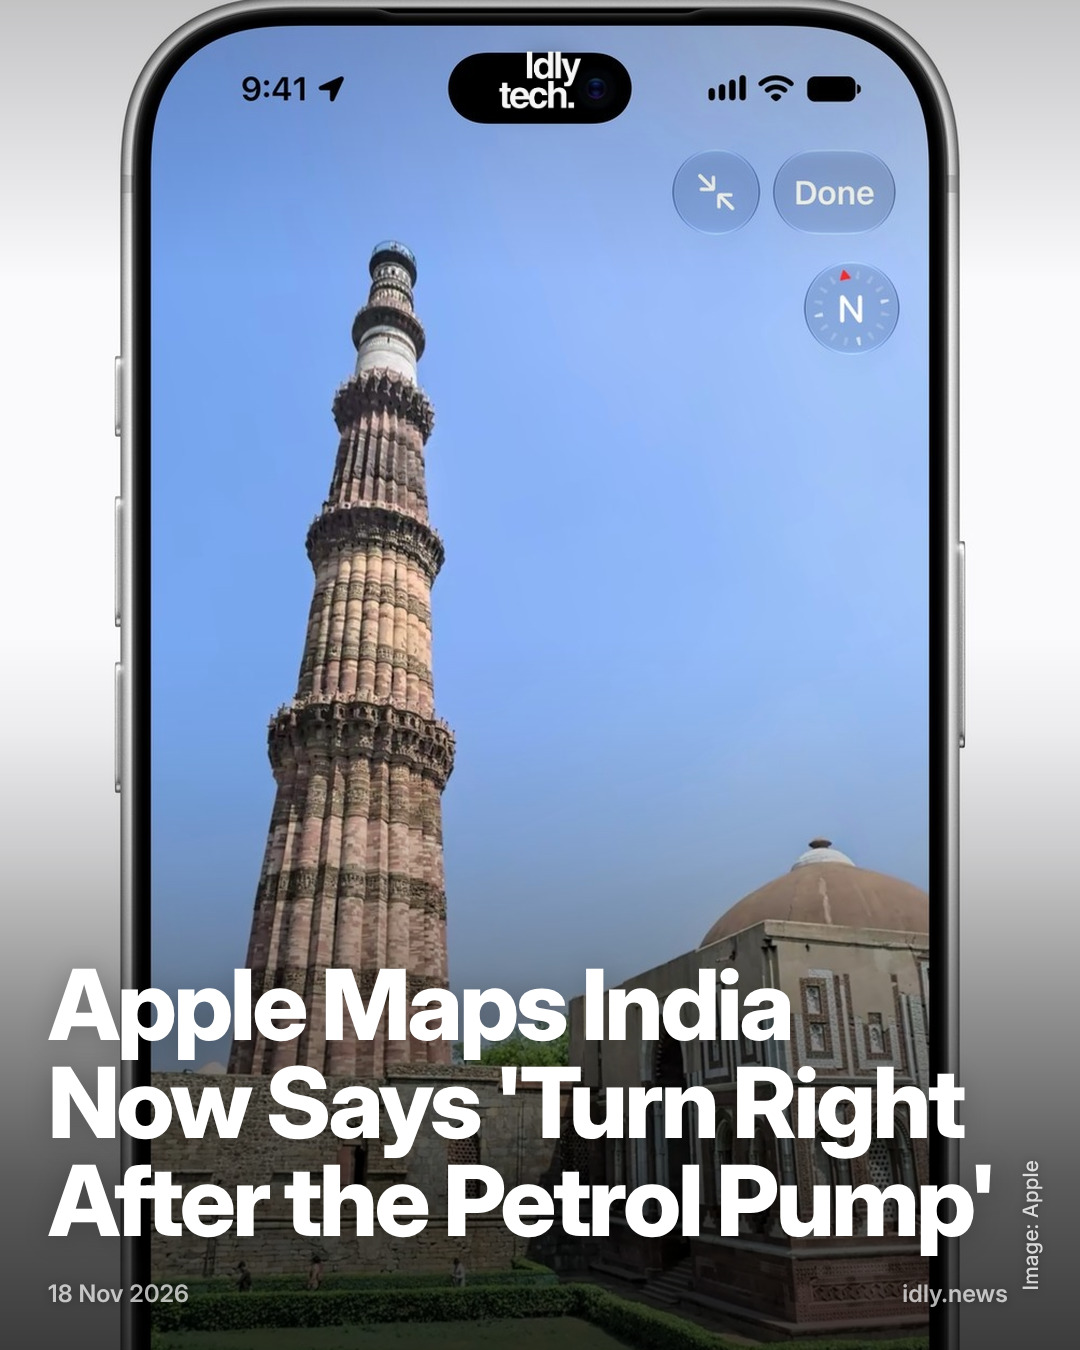 9:41
Idly
tech.
Done
N
Apple Maps India
Now Says 'Turn Right
After the Petrol Pump'
Image: Apple
18 Nov 2026
idly.news